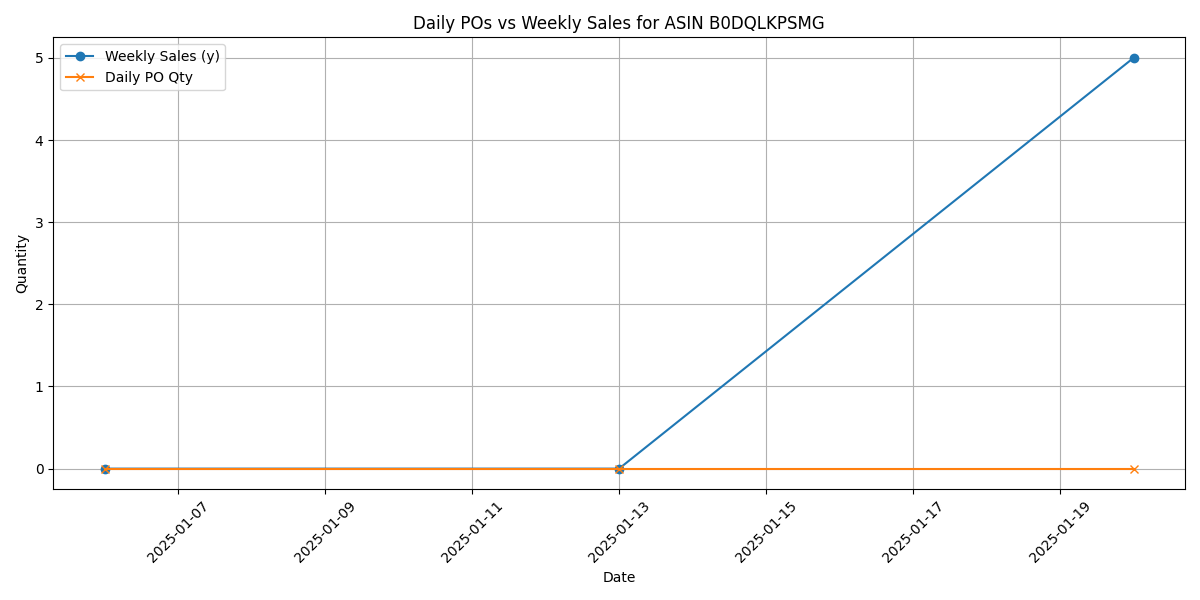 Daily POs vs Weekly Sales for ASIN B0DQLKPSMG
Weekly Sales (y)
Daily PO Qty
Quantity
5
4
3
2
1
0
2025-01-07
2025-01-09
2025-01-11
2025-01-13
2025-01-15
2025-01-17
2025-01-19
Date